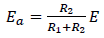 E_a = \frac{R_2}{R_1+R_2} E